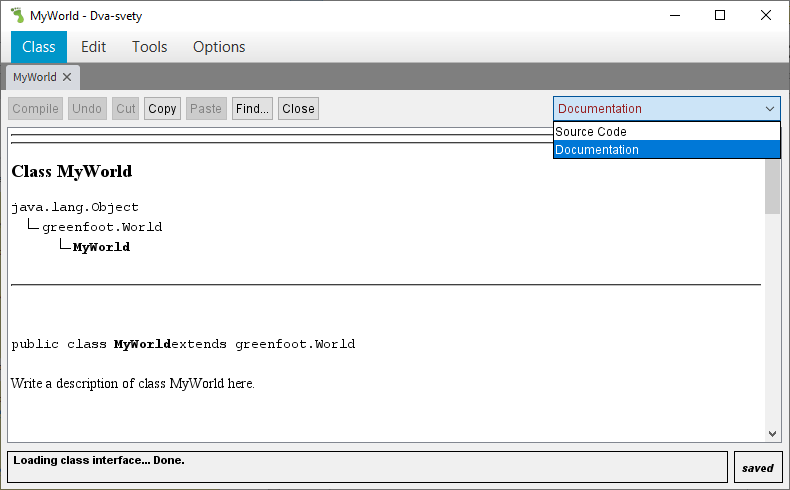 MyWorld - Dva-svety
Class Edit Tools Options
MyWorld
Compile Undo Cut Copy Paste Find... Close Documentation
Source Code
Documentation
Class MyWorld
java.lang.Object
greenfoot.World
MyWorld
public class MyWorldextends greenfoot.World
Write a description of class MyWorld here.
Loading class interface... Done.
saved